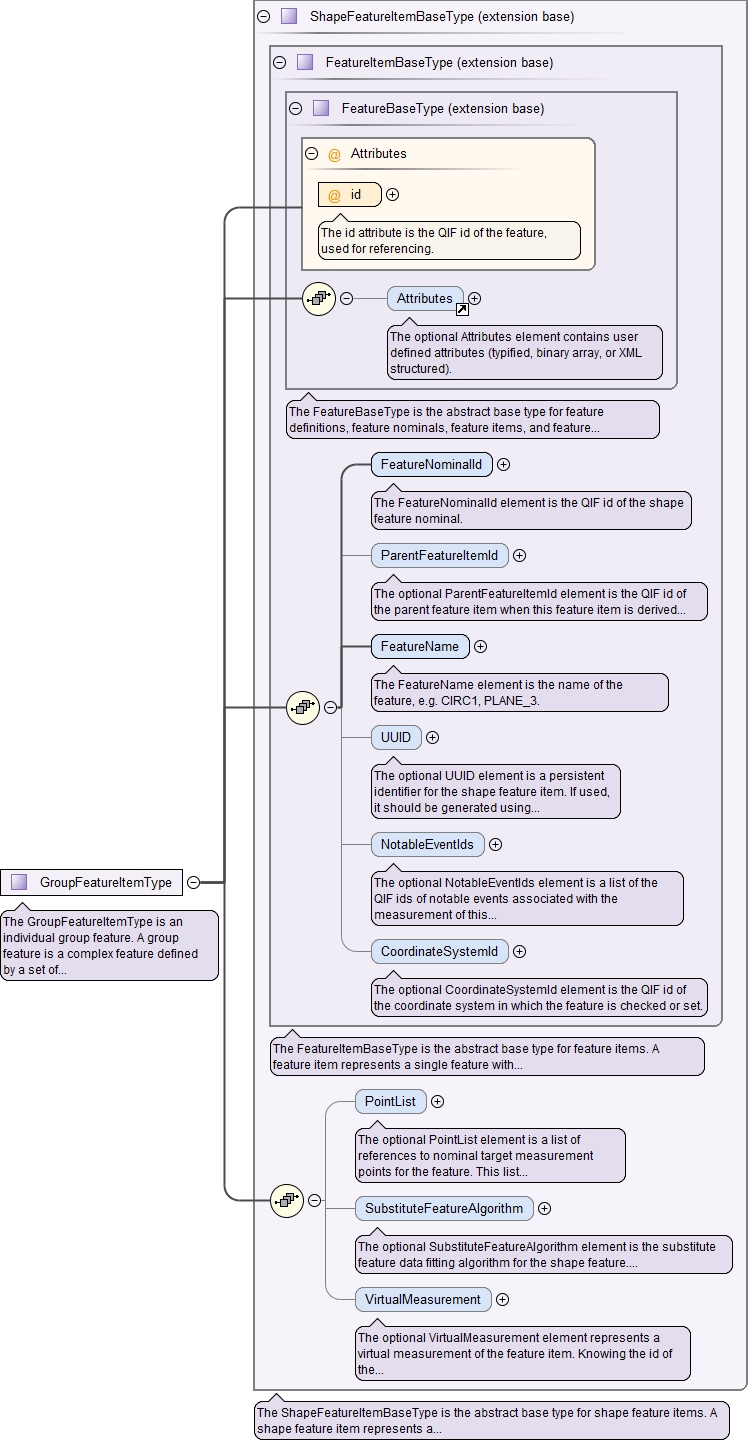 ShapeFeatureItemBaseType (extension base)
FeatureItemBaseType (extension base)
FeatureBaseType (extension base)
@ Attributes
@ id
The id attribute is the QIF id of the feature,
used for referencing.
Attributes
The optional Attributes element contains user
defined attributes (typified, binary array, or XML
structured).
The FeatureBaseType is the abstract base type for feature
definitions, feature nominals, feature items, and feature...
FeatureNominalId
The FeatureNominalId element is the QIF id of the shape
feature nominal.
ParentFeatureItemId
The optional ParentFeatureItemId element is the QIF id of
the parent feature item when this feature item is derived...
FeatureName
The FeatureName element is the name of the
feature, e.g. CIRC1, PLANE_3.
UUID
The optional UUID element is a persistent
identifier for the shape feature item. If used,
it should be generated using...
NotableEventIds
The optional NotableEventIds element is a list of the
QIF ids of notable events associated with the
measurement of this...
GroupFeatureItemType
The GroupFeatureItemType is an
individual group feature. A group
feature is a complex feature defined
by a set of...
CoordinateSystemId
The optional CoordinateSystemId element is the QIF id of
the coordinate system in which the feature is checked or set.
The FeatureItemBaseType is the abstract base type for feature items. A
feature item represents a single feature with...
PointList
The optional PointList element is a list of
references to nominal target measurement
points for the feature. This list...
SubstituteFeatureAlgorithm
The optional SubstituteFeatureAlgorithm element is the substitute
feature data fitting algorithm for the shape feature....
VirtualMeasurement
The optional VirtualMeasurement element represents a
virtual measurement of the feature item. Knowing the id of
the...
The ShapeFeatureItemBaseType is the abstract base type for shape feature items. A
shape feature item represents a...